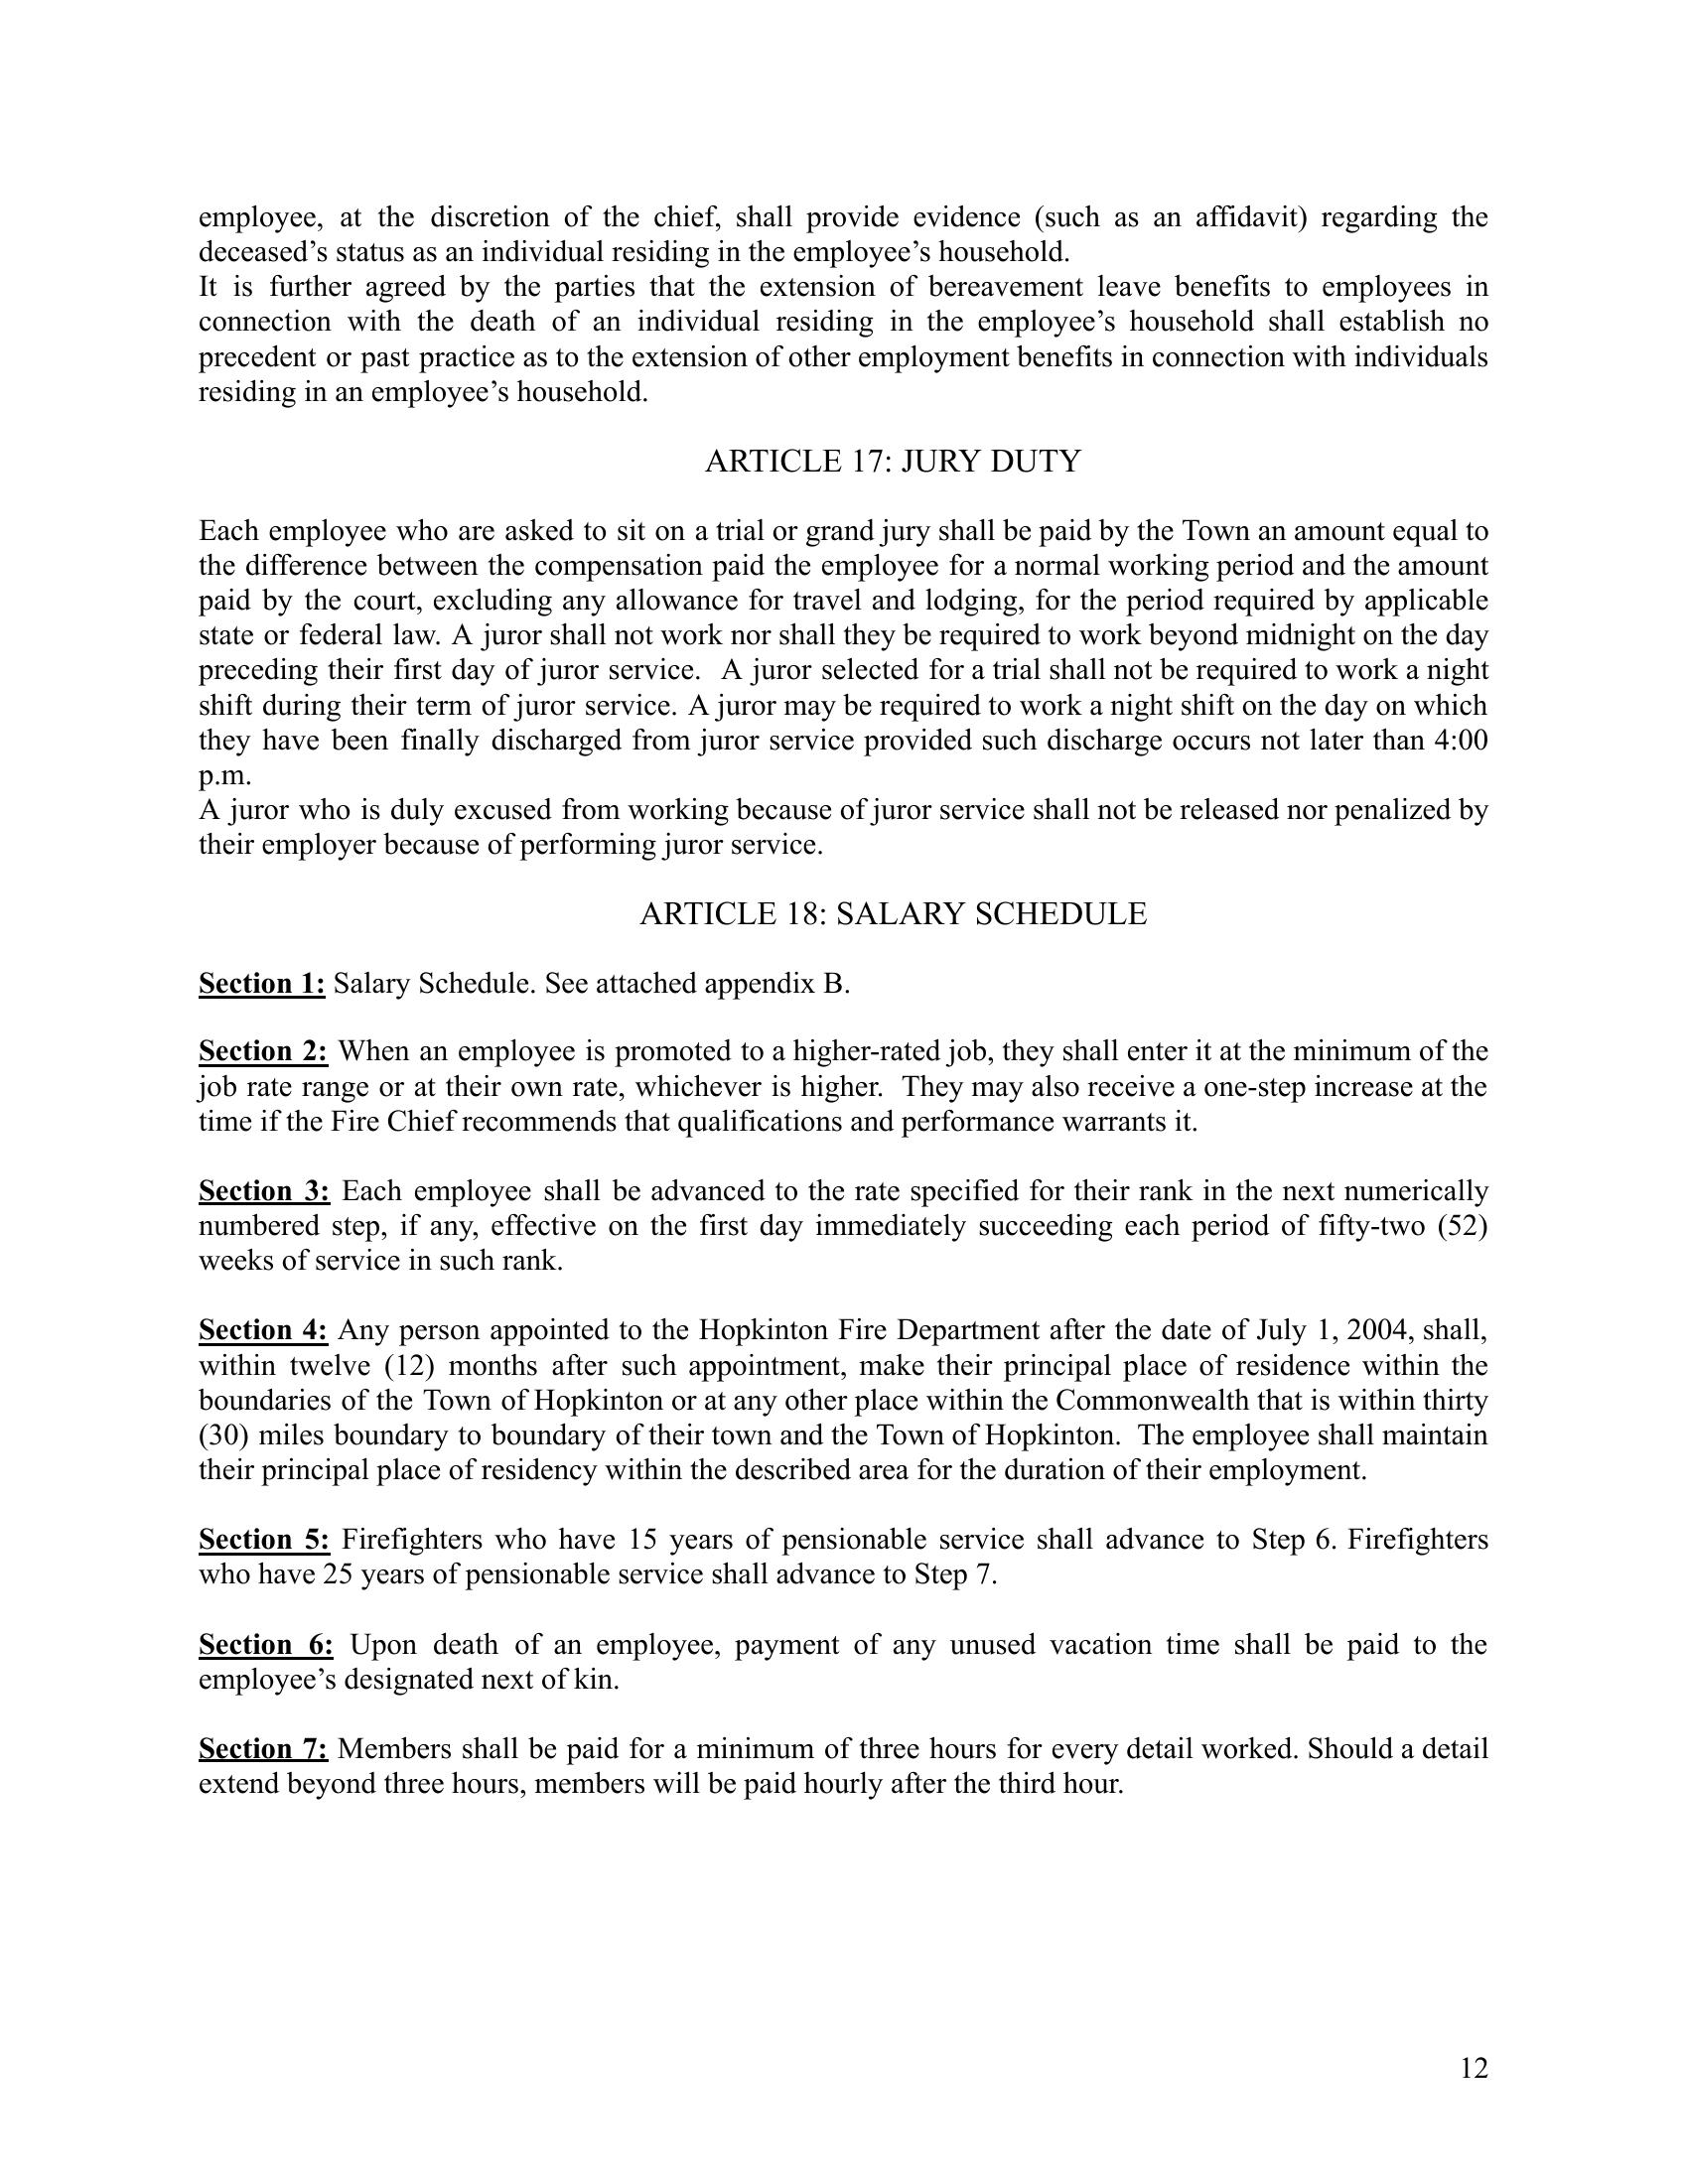 employee, at the discretion of the chief, shall provide evidence (such as an affidavit) regarding the
deceased’s status as an individual residing in the employee’s household.
It is further agreed by the parties that the extension of bereavement leave benefits to employees in
connection with the death of an individual residing in the employee’s household shall establish no
precedent or past practice as to the extension of other employment benefits in connection with individuals
residing in an employee’s household.
ARTICLE 17: JURY DUTY
Each employee who are asked to sit on a trial or grand jury shall be paid by the Town an amount equal to
the difference between the compensation paid the employee for a normal working period and the amount
paid by the court, excluding any allowance for travel and lodging, for the period required by applicable
state or federal law. A juror shall not work nor shall they be required to work beyond midnight on the day
preceding their first day of juror service.  A juror selected for a trial shall not be required to work a night
shift during their term of juror service. A juror may be required to work a night shift on the day on which
they have been finally discharged from juror service provided such discharge occurs not later than 4:00
p.m.
A juror who is duly excused from working because of juror service shall not be released nor penalized by
their employer because of performing juror service.
ARTICLE 18: SALARY SCHEDULE
Section 1: Salary Schedule. See attached appendix B.
Section 2: When an employee is promoted to a higher-rated job, they shall enter it at the minimum of the
job rate range or at their own rate, whichever is higher.  They may also receive a one-step increase at the
time if the Fire Chief recommends that qualifications and performance warrants it.
Section 3: Each employee shall be advanced to the rate specified for their rank in the next numerically
numbered step, if any, effective on the first day immediately succeeding each period of fifty-two (52)
weeks of service in such rank.
Section 4: Any person appointed to the Hopkinton Fire Department after the date of July 1, 2004, shall,
within twelve (12) months after such appointment, make their principal place of residence within the
boundaries of the Town of Hopkinton or at any other place within the Commonwealth that is within thirty
(30) miles boundary to boundary of their town and the Town of Hopkinton.  The employee shall maintain
their principal place of residency within the described area for the duration of their employment.
Section 5: Firefighters who have 15 years of pensionable service shall advance to Step 6. Firefighters
who have 25 years of pensionable service shall advance to Step 7.
Section 6: Upon death of an employee, payment of any unused vacation time shall be paid to the
employee’s designated next of kin.
Section 7: Members shall be paid for a minimum of three hours for every detail worked. Should a detail
extend beyond three hours, members will be paid hourly after the third hour.
12